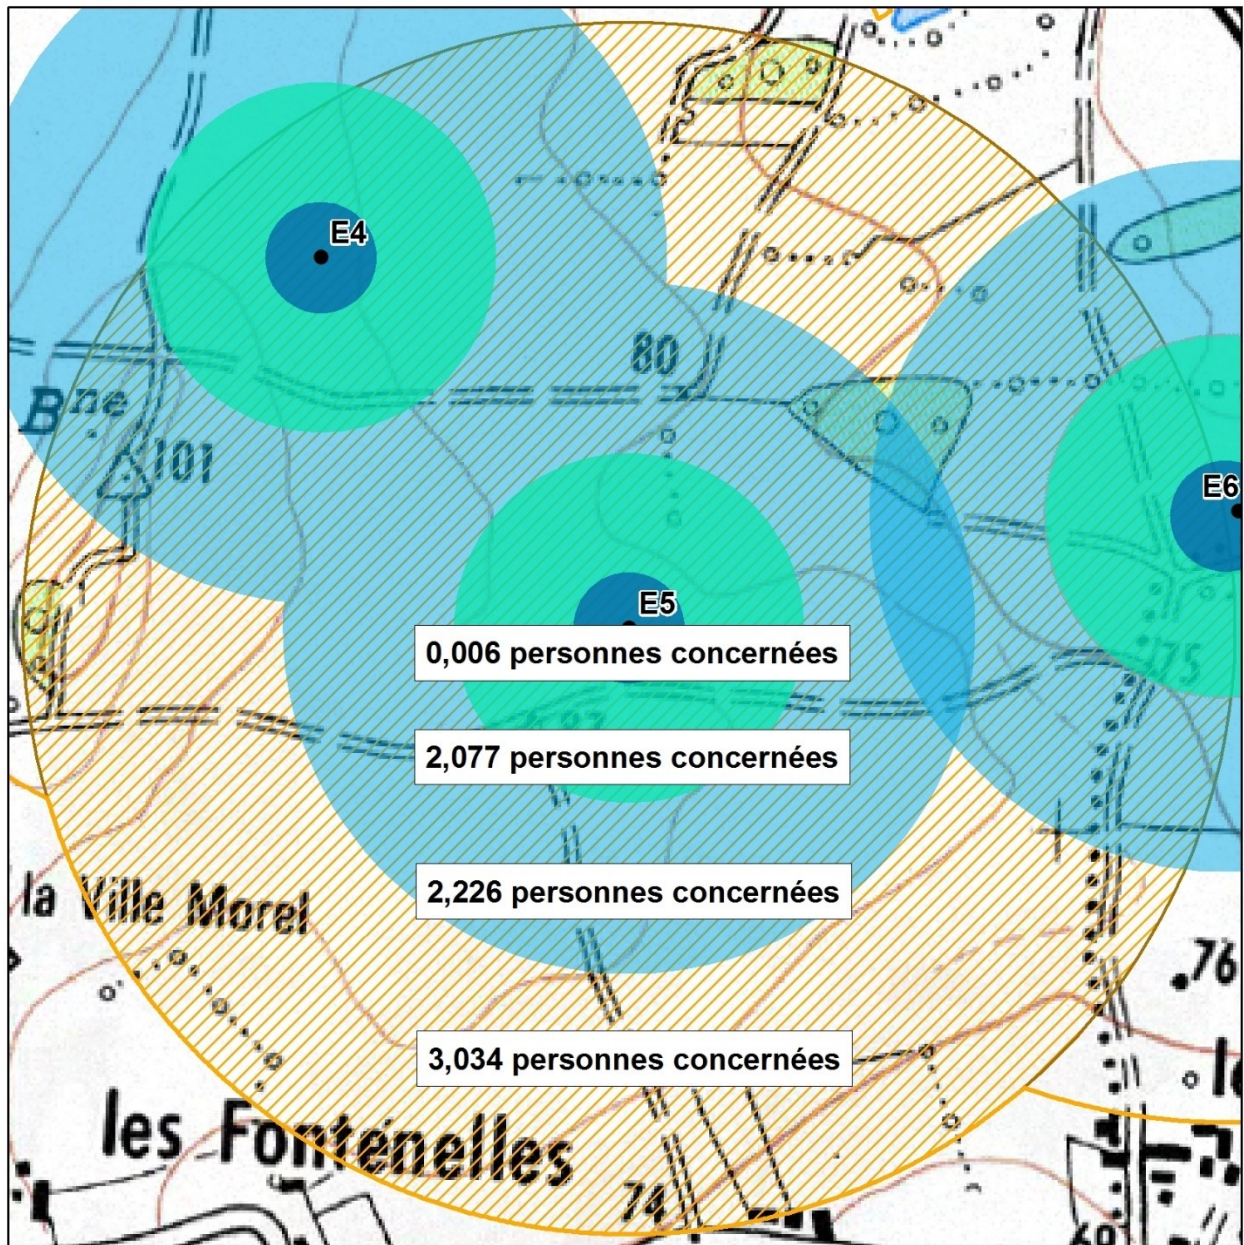 E4
80
Bne
101
E6
E5
0,006 personnes concernées
75
2,077 personnes concernées
2,226 personnes concernées
la Ville Morel
76
3,034 personnes concernées
les Fontenelles
74